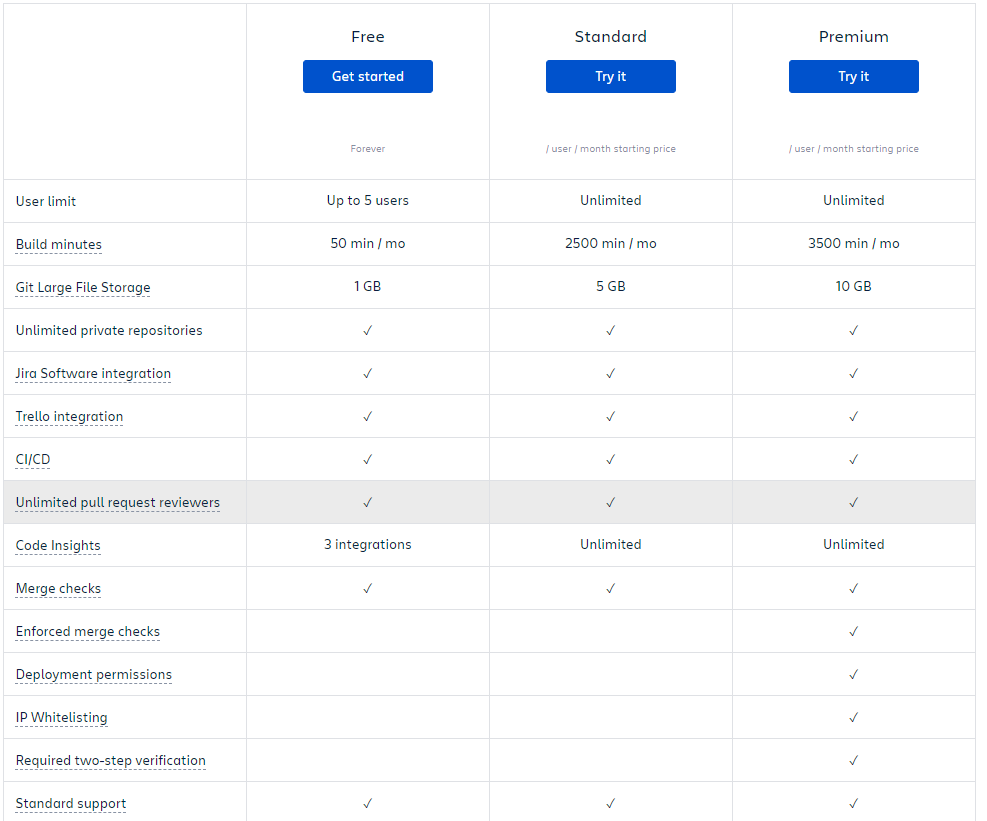 Free Standard Premium
Get started Try it Try it
Forever / user / month starting price / user / month starting price
User limit Up to 5 users Unlimited Unlimited
Build minutes 50 min / mo 2500 min / mo 3500 min / mo
Git Large File Storage 1 GB 5 GB 10 GB
Unlimited private repositories ✓ ✓ ✓
Jira Software integration ✓ ✓ ✓
Trello integration ✓ ✓ ✓
CI/CD ✓ ✓ ✓
Unlimited pull request reviewers ✓ ✓ ✓
Code Insights 3 integrations Unlimited Unlimited
Merge checks ✓ ✓ ✓
Enforced merge checks ✓
Deployment permissions ✓
IP Whitelisting ✓
Required two-step verification ✓
Standard support ✓ ✓ ✓